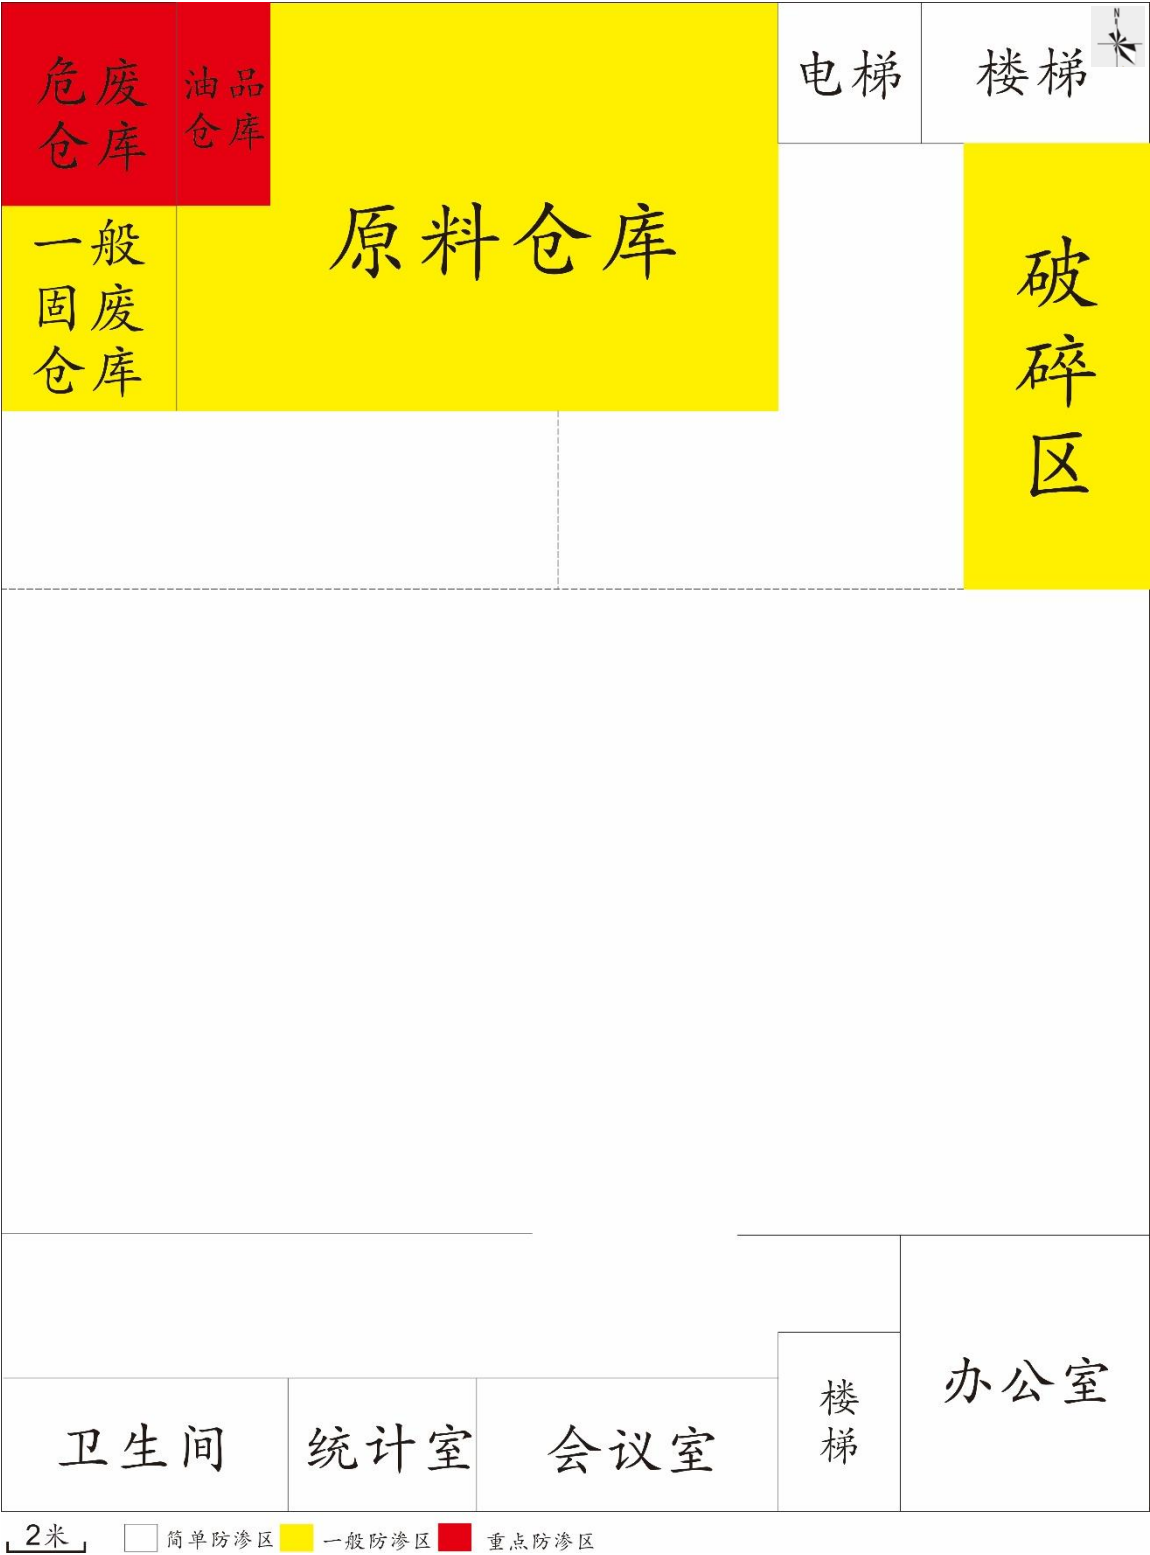 危废
仓库
油品
仓库
原料仓库
电梯
楼梯
N
一般
固废
仓库
破
碎
区
卫生间
统计室
会议室
楼
梯
办公室
2米
简单防渗区
一般防渗区
重点防渗区